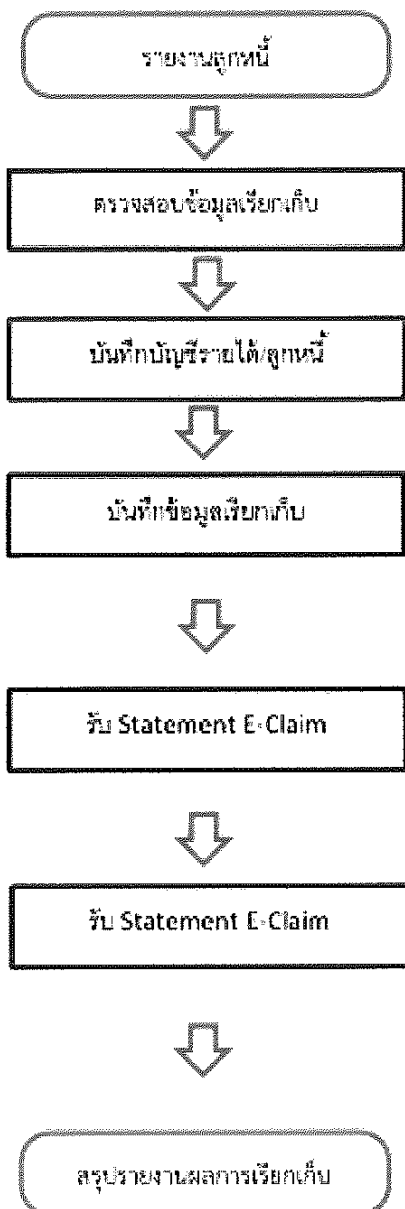 รายงานลูกหนี้
ตรวจสอบข้อมูลเรียกเก็บ
บันทึกบัญชีรายได้/ลูกหนี้
บันทึกข้อมูลเรียกเก็บ
รับ Statement E-Claim
รับ Statement E-Claim
สรุปรายงานผลการเรียกเก็บ